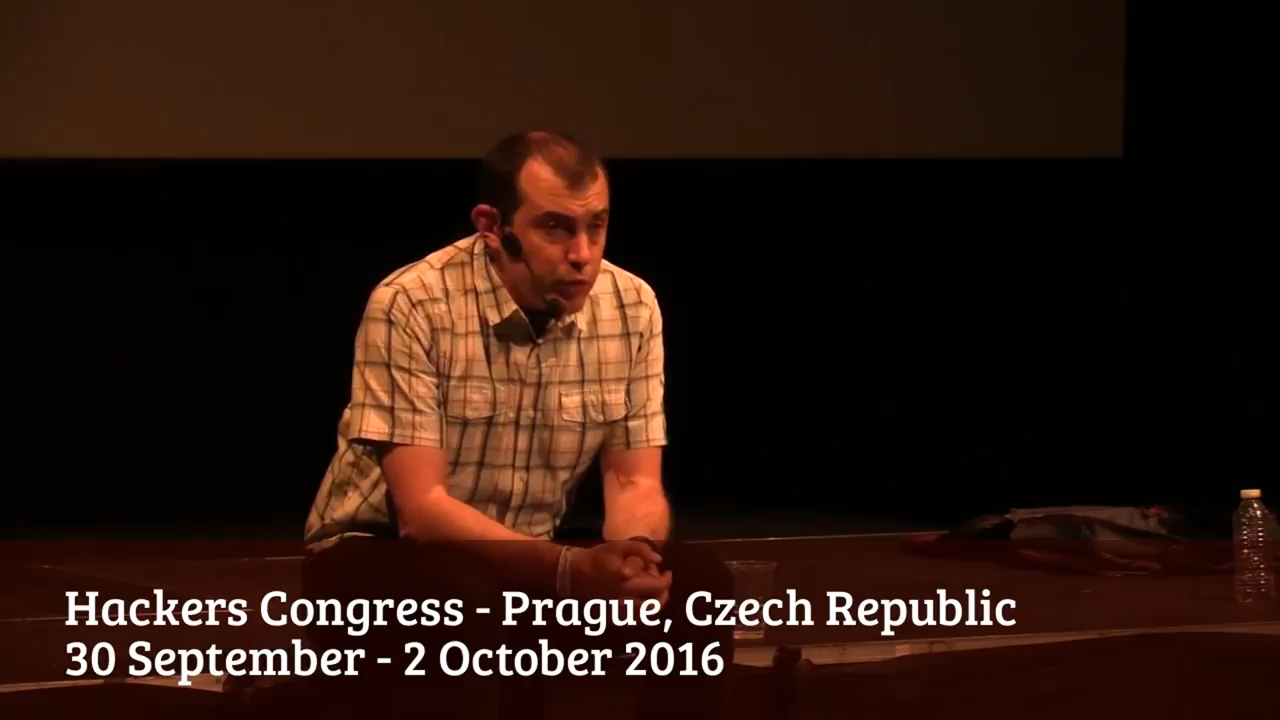 Hackers Congress - Prague, Czech Republic
30 September - 2 October 2016